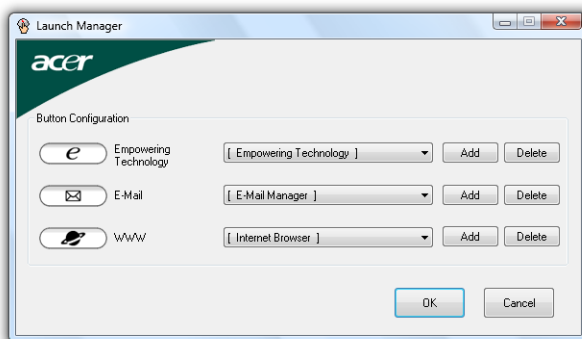 Launch Manager
acer
Button Configuration
e
Empowering
Technology
[ Empowering Technology ]
Add
Delete
E-Mail
[ E-Mail Manager ]
Add
Delete
WWW
[ Internet Browser ]
Add
Delete
OK
Cancel